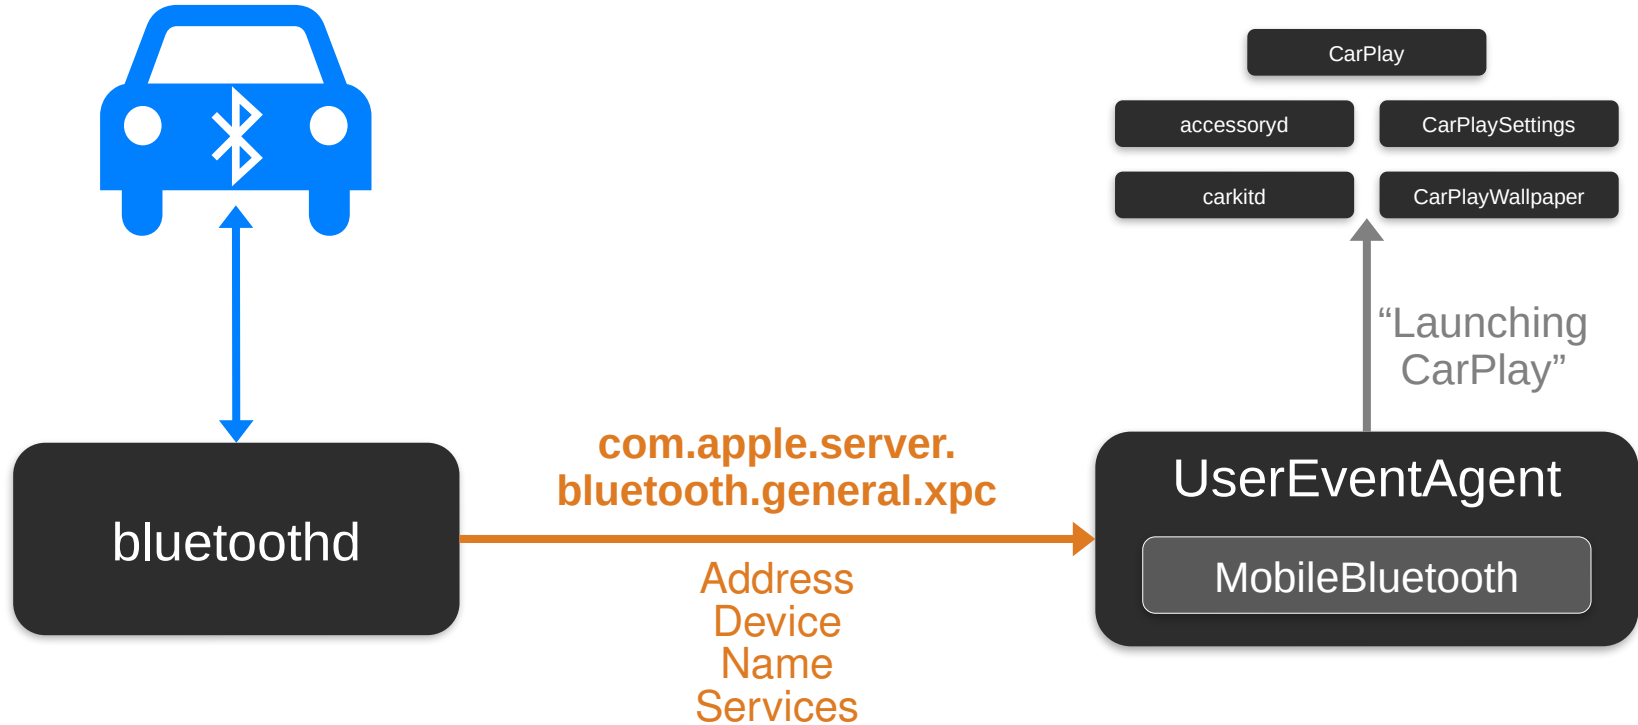 CarPlay
accessoryd
CarPlaySettings
carkitd
CarPlayWallpaper
“Launching
CarPlay”
com.apple.server.
bluetooth.general.xpc
bluetoothd
UserEventAgent
MobileBluetooth
Address
Device
Name
Services